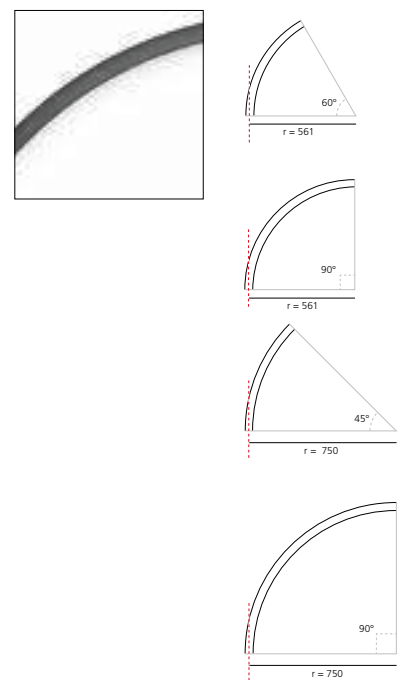 60°
r = 561
90°
r = 561
45°
r = 750
90°
r = 750